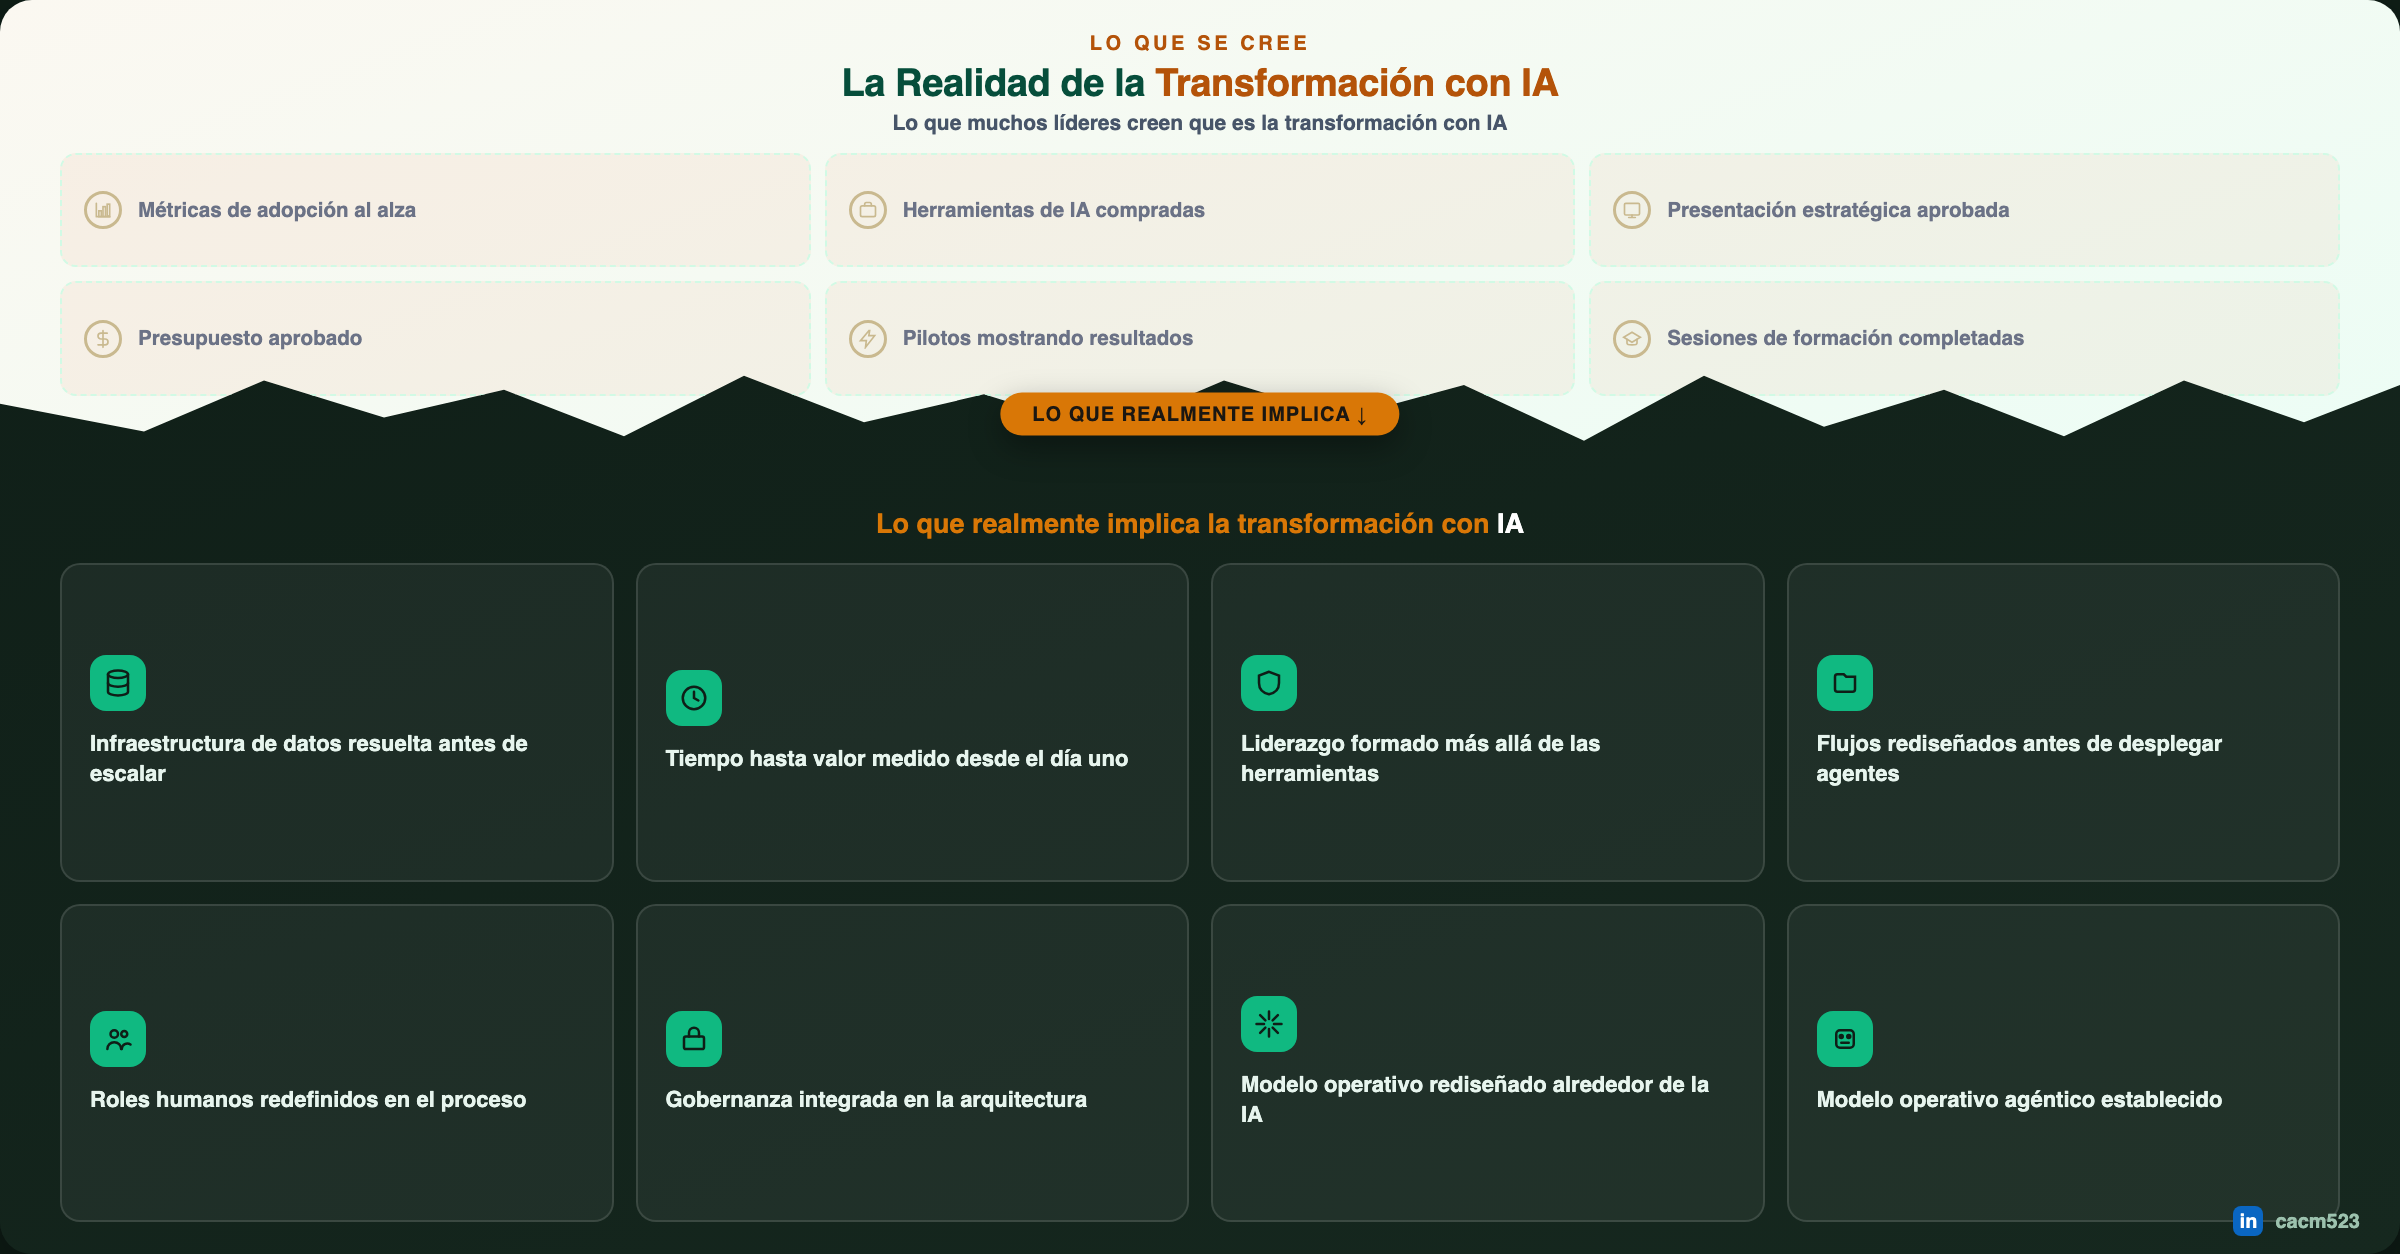 LO QUE SE CREE
La Realidad de la Transformación con IA
Lo que muchos líderes creen que es la transformación con IA
Métricas de adopción al alza
Herramientas de IA compradas
Presentación estratégica aprobada
Presupuesto aprobado
Pilotos mostrando resultados
Sesiones de formación completadas
LO QUE REALMENTE IMPLICA ↓
Lo que realmente implica la transformación con IA
Infraestructura de datos resuelta antes de
escalar
Tiempo hasta valor medido desde el día uno
Liderazgo formado más allá de las
herramientas
Flujos rediseñados antes de desplegar
agentes
Roles humanos redefinidos en el proceso
Gobernanza integrada en la arquitectura
Modelo operativo rediseñado alrededor de la
IA
Modelo operativo agéntico establecido
in cacm523